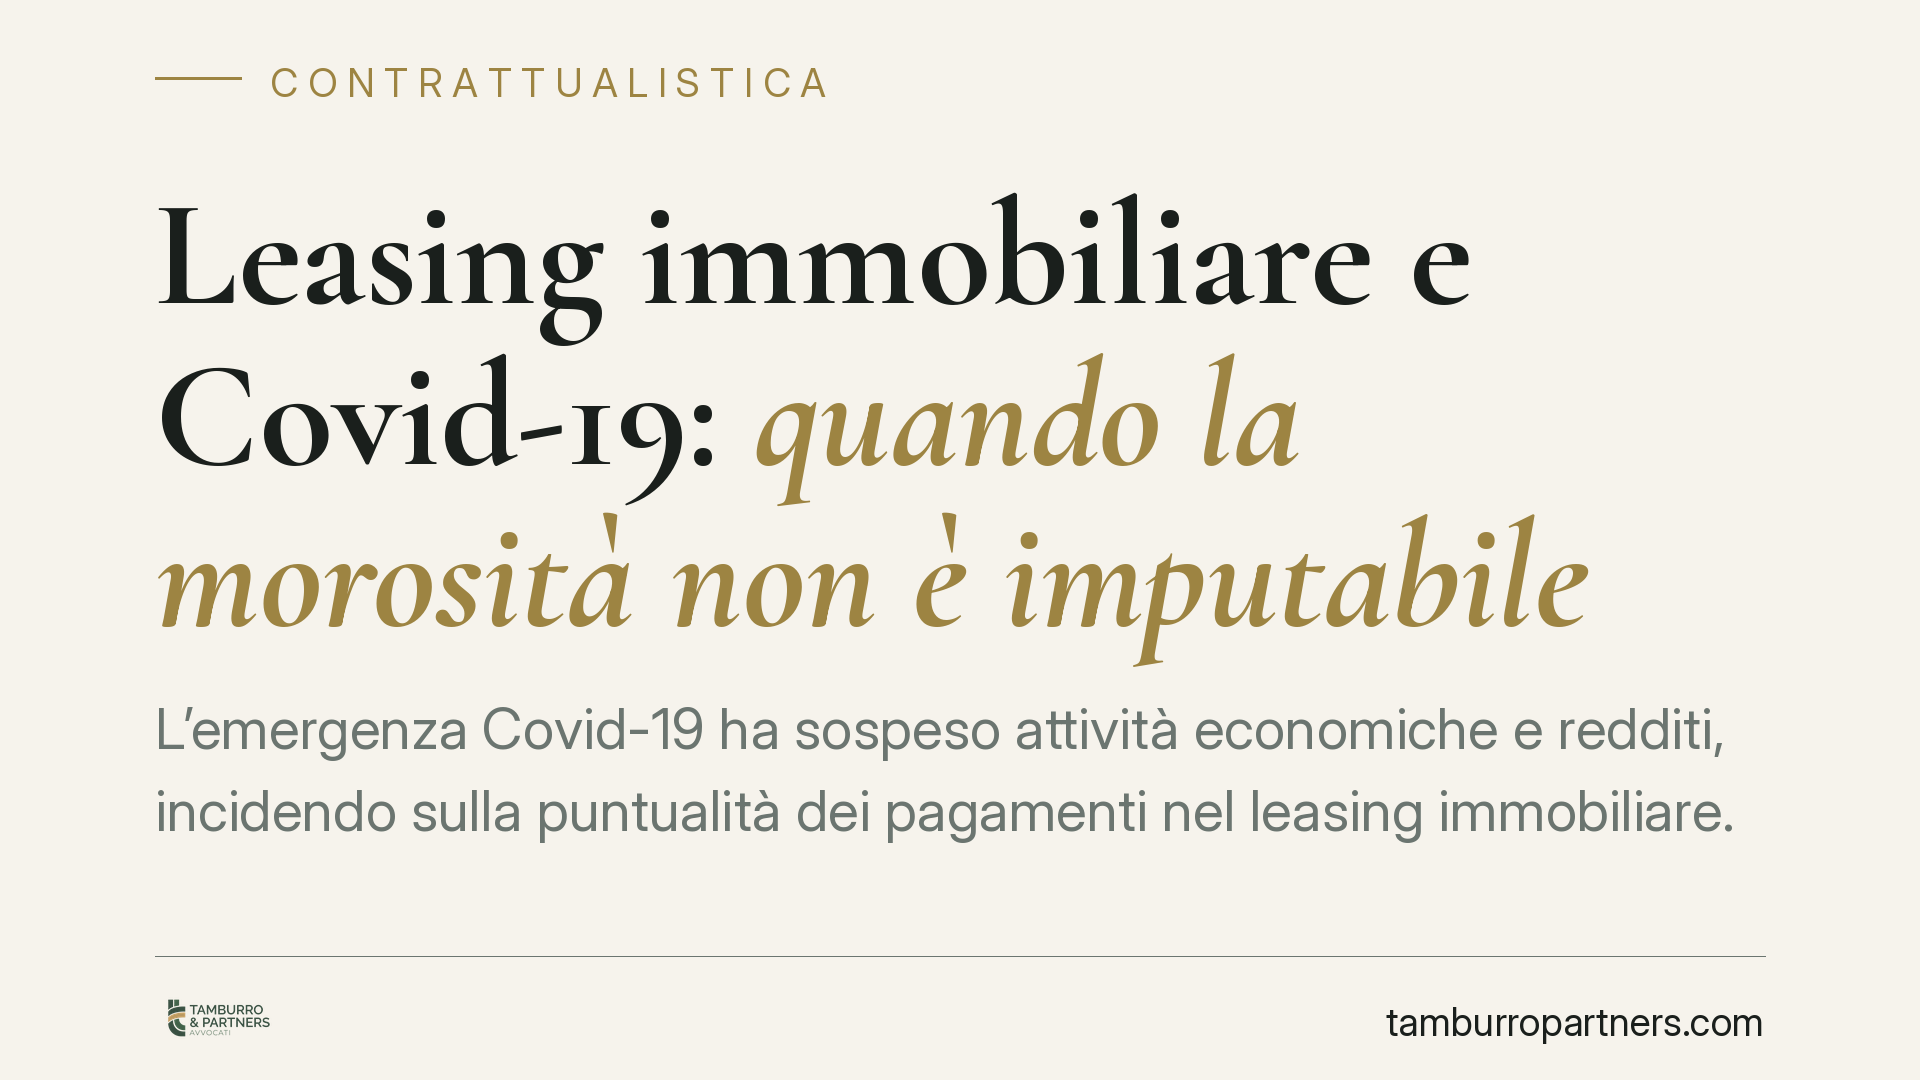 CONTRATTUALISTICA
Leasing immobiliare e
Covid-19: quando la
morosità non è imputabile
L’emergenza Covid-19 ha sospeso attività economiche e redditi,
incidendo sulla puntualità dei pagamenti nel leasing immobiliare.
TAMBURRO
& PARTNERS
AVVOCATI
tamburropartners.com